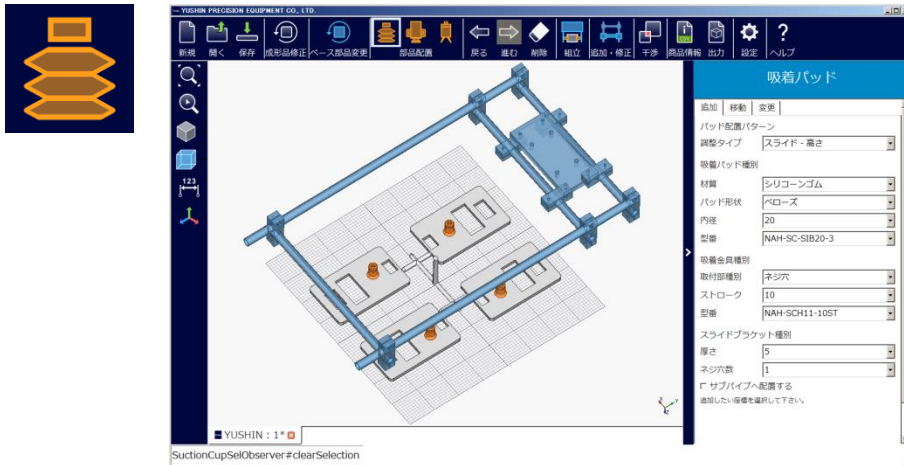 YUSHIN PRECISION EQUIPMENT CO., LTD.
新規 開く 保存 成形品修正 ベース部品変更 部品配置 戻る 進む 削除 組立 追加・修正 干渉 商品情報 出力 設定 ヘルプ
吸着パッド
追加 移動 変更
パッド配置パターン
調整タイプ スライド - 高さ
吸着パッド種別
材質 シリコーンゴム
パッド形状 ベローズ
内径 20
型番 NAH-SC-SIB20-3
吸着金具種別
取付部種別 ネジ穴
ストローク 10
型番 NAH-SCH11-10ST
スライドブラケット種別
厚さ 5
ネジ穴数 1
サブパイプへ配置する
追加したい座標を選択して下さい。
123
YUSHIN : 1*
SuctionCupSelObserver#clearSelection